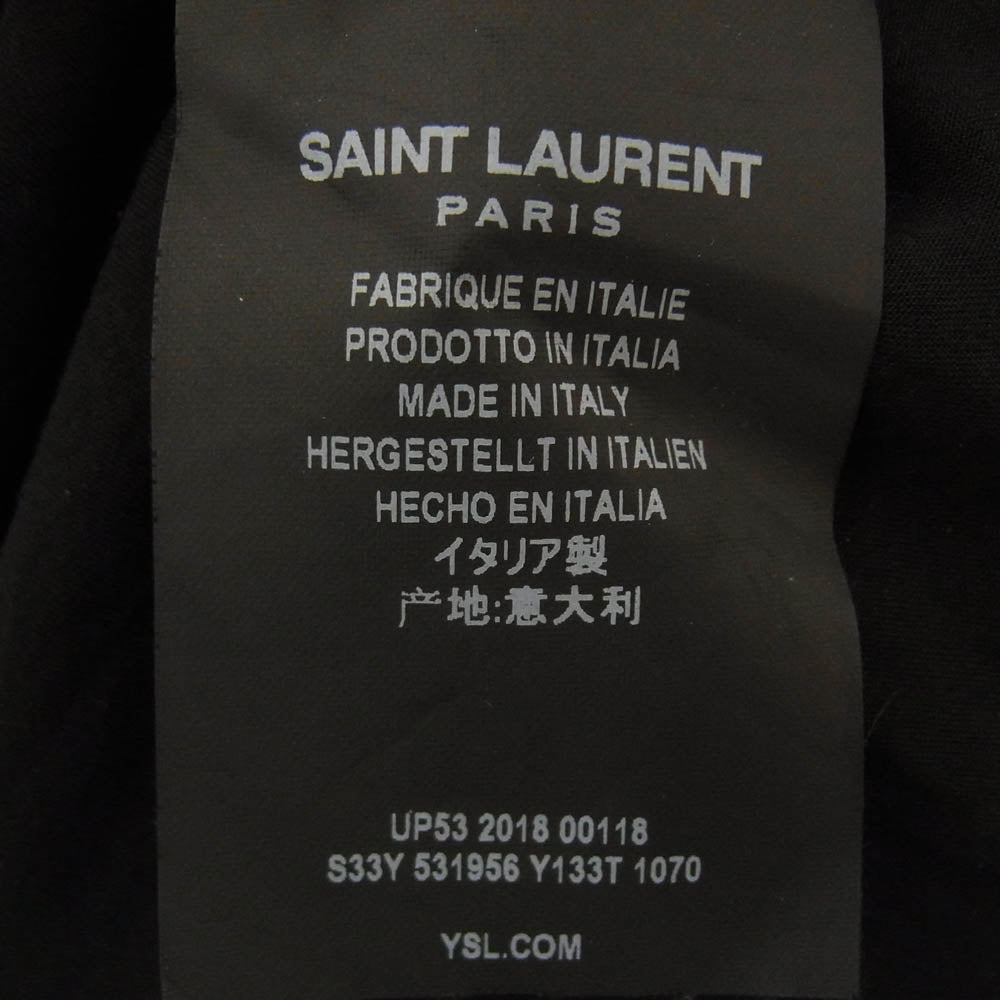 SAINT LAURENT
PARIS
FABRIQUE EN ITALIE
PRODOTTO IN ITALIA
MADE IN ITALY
HERGESTELLT IN ITALIEN
HECHO EN ITALIA
イタリア製
产地:意大利
UP53 2018 00118
S33Y 531956 Y133T 1070
YSL.COM